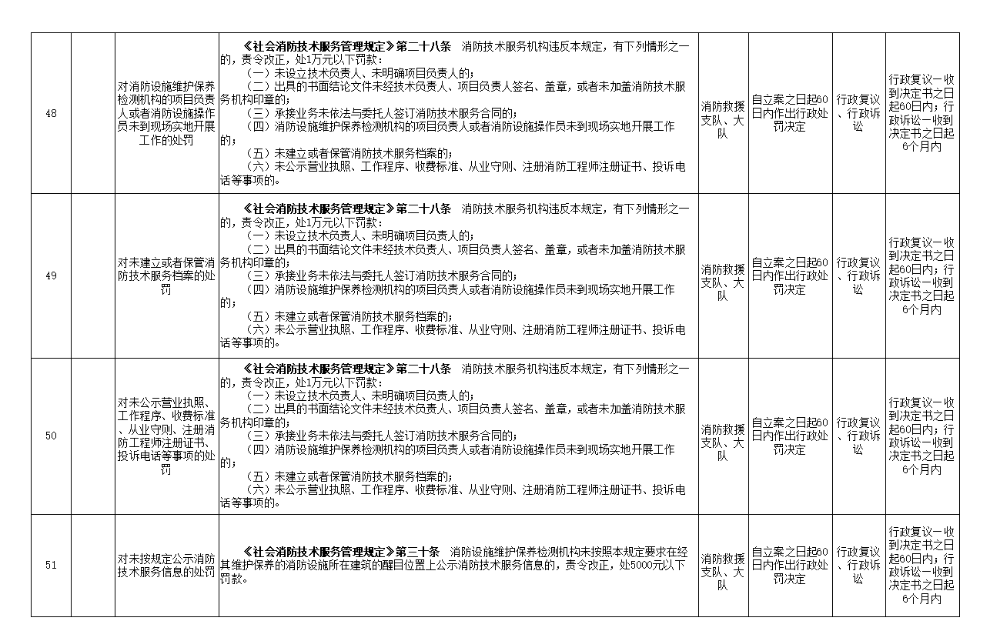 48
对消防设施维护保养
检测机构的项目负责
人或者消防设施操作
员未到现场实地开展
工作的处罚
《社会消防技术服务管理规定》第二十八条　消防技术服务机构违反本规定，有下列情形之一
的，责令改正，处1万元以下罚款：
（一）未设立技术负责人、未明确项目负责人的；
（二）出具的书面结论文件未经技术负责人、项目负责人签名、盖章，或者未加盖消防技术服
务机构印章的；
（三）承接业务未依法与委托人签订消防技术服务合同的；
（四）消防设施维护保养检测机构的项目负责人或者消防设施操作员未到现场实地开展工作
的；
（五）未建立或者保管消防技术服务档案的；
（六）未公示营业执照、工作程序、收费标准、从业守则、注册消防工程师注册证书、投诉电
话等事项的。
消防救援
支队、大
队
自立案之日起60
日内作出行政处
罚决定
行政复议
、行政诉
讼
行政复议—收
到决定书之日
起60日内；行
政诉讼—收到
决定书之日起
6个月内
49
对未建立或者保管消
防技术服务档案的处
罚
《社会消防技术服务管理规定》第二十八条　消防技术服务机构违反本规定，有下列情形之一
的，责令改正，处1万元以下罚款：
（一）未设立技术负责人、未明确项目负责人的；
（二）出具的书面结论文件未经技术负责人、项目负责人签名、盖章，或者未加盖消防技术服
务机构印章的；
（三）承接业务未依法与委托人签订消防技术服务合同的；
（四）消防设施维护保养检测机构的项目负责人或者消防设施操作员未到现场实地开展工作
的；
（五）未建立或者保管消防技术服务档案的；
（六）未公示营业执照、工作程序、收费标准、从业守则、注册消防工程师注册证书、投诉电
话等事项的。
消防救援
支队、大
队
自立案之日起60
日内作出行政处
罚决定
行政复议
、行政诉
讼
行政复议—收
到决定书之日
起60日内；行
政诉讼—收到
决定书之日起
6个月内
50
对未公示营业执照、
工作程序、收费标准
、从业守则、注册消
防工程师注册证书、
投诉电话等事项的处
罚
《社会消防技术服务管理规定》第二十八条　消防技术服务机构违反本规定，有下列情形之一
的，责令改正，处1万元以下罚款：
（一）未设立技术负责人、未明确项目负责人的；
（二）出具的书面结论文件未经技术负责人、项目负责人签名、盖章，或者未加盖消防技术服
务机构印章的；
（三）承接业务未依法与委托人签订消防技术服务合同的；
（四）消防设施维护保养检测机构的项目负责人或者消防设施操作员未到现场实地开展工作
的；
（五）未建立或者保管消防技术服务档案的；
（六）未公示营业执照、工作程序、收费标准、从业守则、注册消防工程师注册证书、投诉电
话等事项的。
消防救援
支队、大
队
自立案之日起60
日内作出行政处
罚决定
行政复议
、行政诉
讼
行政复议—收
到决定书之日
起60日内；行
政诉讼—收到
决定书之日起
6个月内
51
对未按规定公示消防
技术服务信息的处罚
《社会消防技术服务管理规定》第三十条　消防设施维护保养检测机构未按照本规定要求在经
其维护保养的消防设施所在建筑的醒目位置上公示消防技术服务信息的，责令改正，处5000元以下
罚款。
消防救援
支队、大
队
自立案之日起60
日内作出行政处
罚决定
行政复议
、行政诉
讼
行政复议—收
到决定书之日
起60日内；行
政诉讼—收到
决定书之日起
6个月内